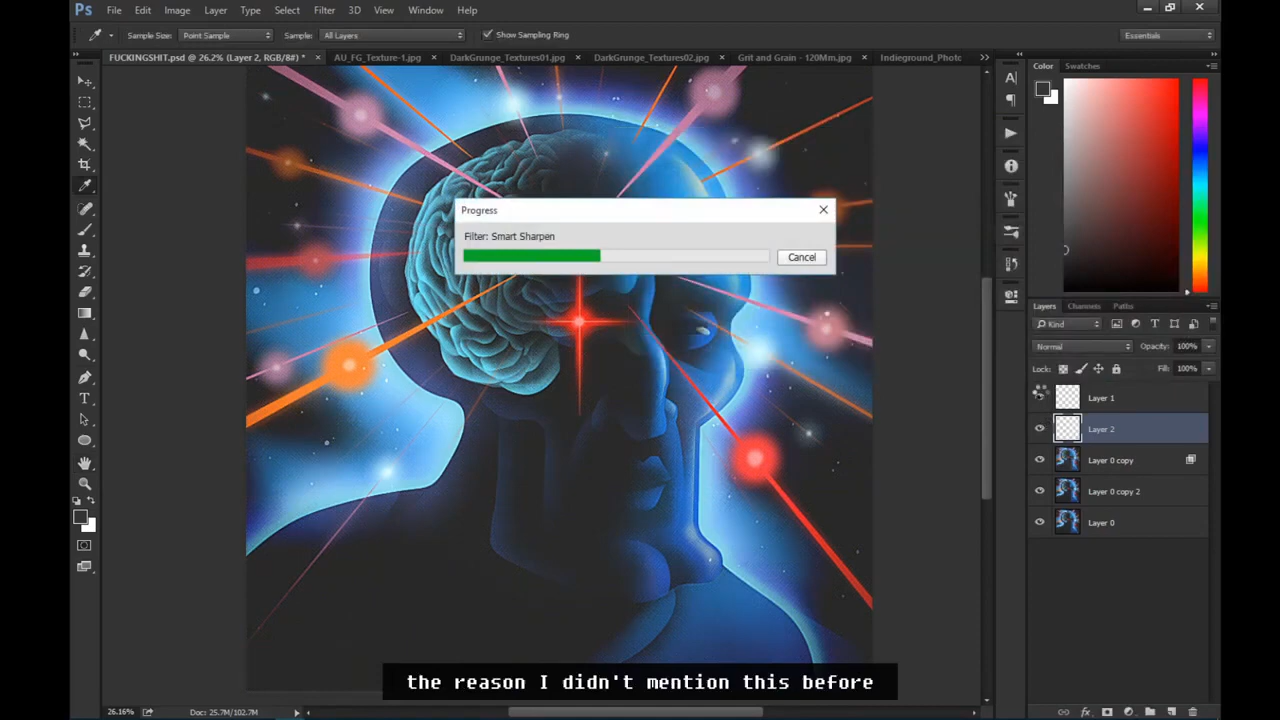 Ps File Edit Image Layer Type Select Filter 3D View Window Help
Sample Size: Point Sample Sample: All Layers Show Sampling Ring Essentials
FUCKINGSHIT.psd @ 26.2% (Layer 2, RGB/8#) * × AU_FG_Texture-1.jpg × DarkGrunge_Textures01.jpg × DarkGrunge_Textures02.jpg × Grit and Grain - 120Mm.jpg × Indieground_Photc
Color Swatches
Progress
Filter: Smart Sharpen
Cancel
Layers Channels Paths
Kind
Normal Opacity: 100%
Lock: Fill: 100%
Layer 1
Layer 2
Layer 0 copy
Layer 0 copy 2
Layer 0
the reason I didn't mention this before
26.16% Doc: 25.7M/102.7M